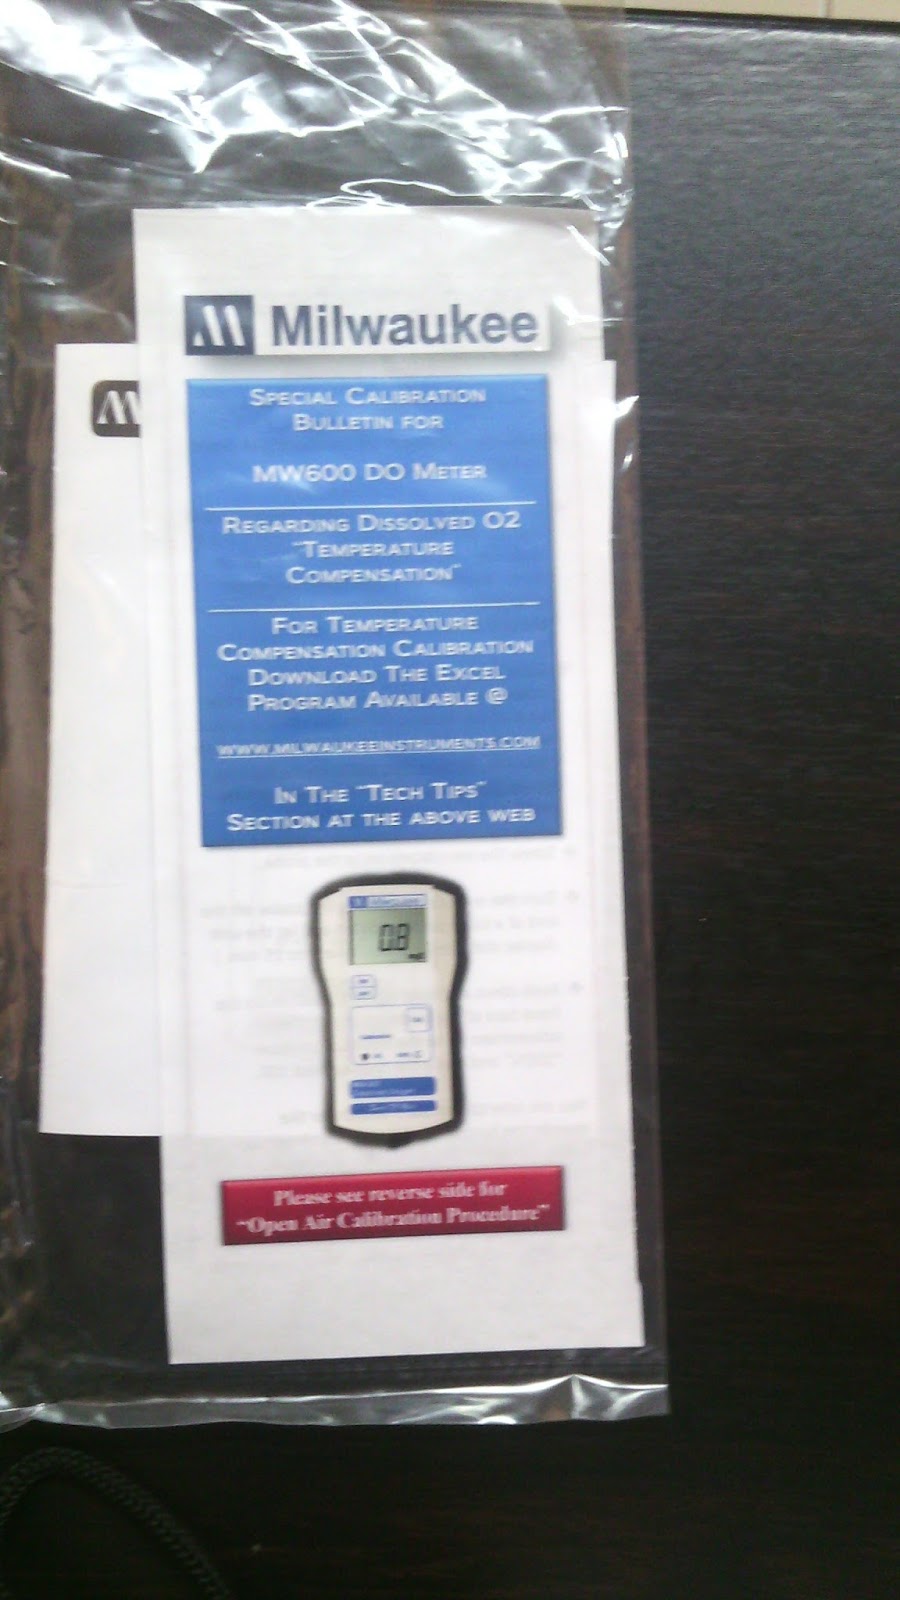 Milwaukee
SPECIAL CALIBRATION
BULLETIN FOR
MW600 DO METER
REGARDING DISSOLVED O2
"TEMPERATURE
COMPENSATION"
FOR TEMPERATURE
COMPENSATION CALIBRATION
DOWNLOAD THE EXCEL
PROGRAM AVAILABLE @
WWW.MILWAUKEEINSTRUMENTS.COM
IN THE "TECH TIPS"
SECTION AT THE ABOVE WEB
0.8
Please see reverse side for
"Open Air Calibration Procedure"